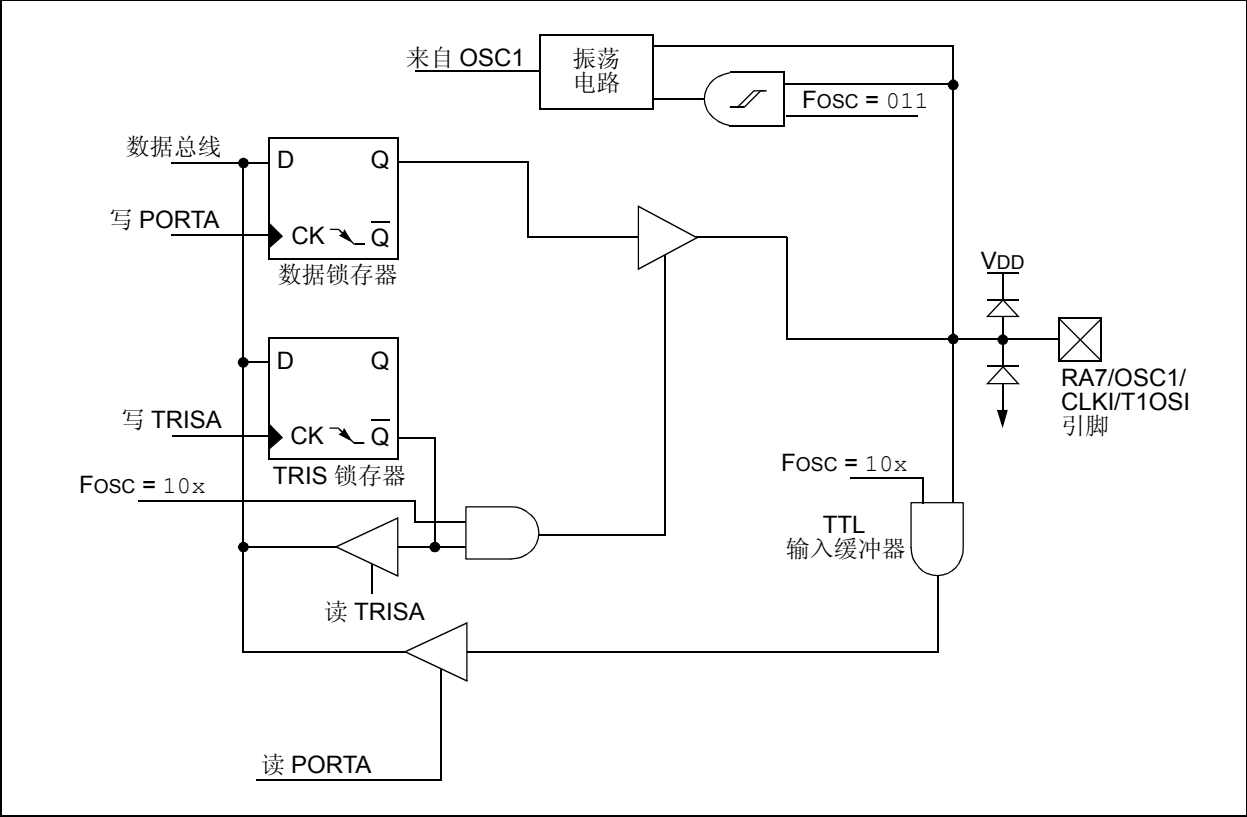 来自 OSC1
振荡
电路
FOSC = 011
数据总线
D Q
写 PORTA
CK Q
数据锁存器
VDD
D Q
RA7/OSC1/
CLKI/T1OSI
引脚
写 TRISA
CK Q
TRIS 锁存器
FOSC = 10x
FOSC = 10x
TTL
输入缓冲器
读 TRISA
读 PORTA